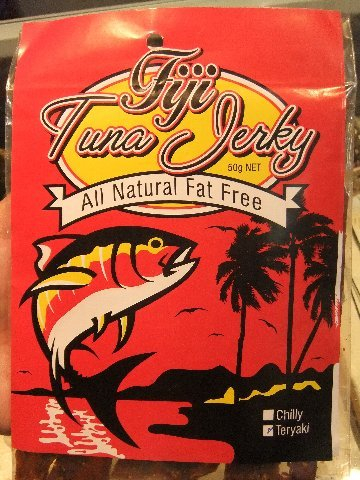 Fiji
Tuna Jerky
50g NET
All Natural Fat Free
Chilly
Teryaki